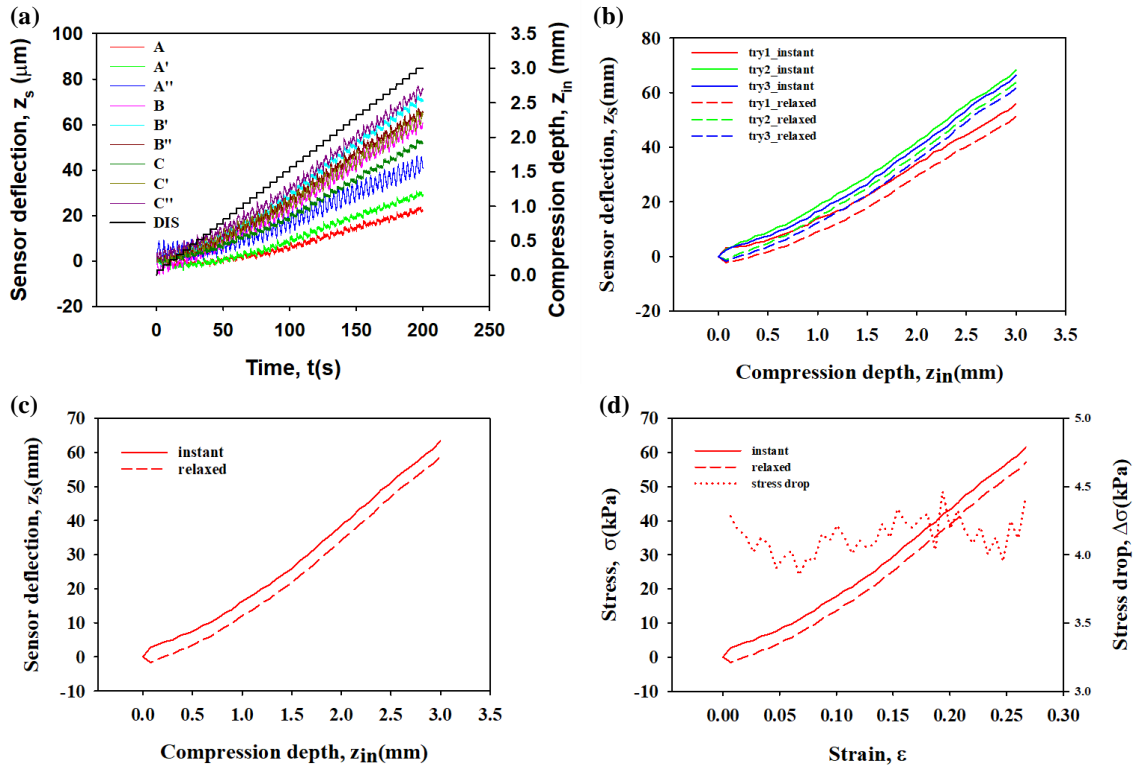 (a)
Sensor deflection, z_s (μm)
100
80
60
40
20
0
-20
A
A'
A''
B
B'
B''
C
C'
C''
DIS
3.5
3.0
2.5
2.0
1.5
1.0
0.5
0.0
Compression depth, z_in (mm)
0 50 100 150 200 250
Time, t(s)
(b)
Sensor deflection, z_s(mm)
80
60
40
20
0
-20
try1_instant
try2_instant
try3_instant
try1_relaxed
try2_relaxed
try3_relaxed
0.0 0.5 1.0 1.5 2.0 2.5 3.0 3.5
Compression depth, z_in(mm)
(c)
Sensor deflection, z_s(mm)
70
60
50
40
30
20
10
0
-10
instant
relaxed
0.0 0.5 1.0 1.5 2.0 2.5 3.0 3.5
Compression depth, z_in(mm)
(d)
Stress, σ(kPa)
70
60
50
40
30
20
10
0
-10
instant
relaxed
stress drop
5.0
4.5
4.0
3.5
3.0
Stress drop, Δσ(kPa)
0.00 0.05 0.10 0.15 0.20 0.25 0.30
Strain, ε